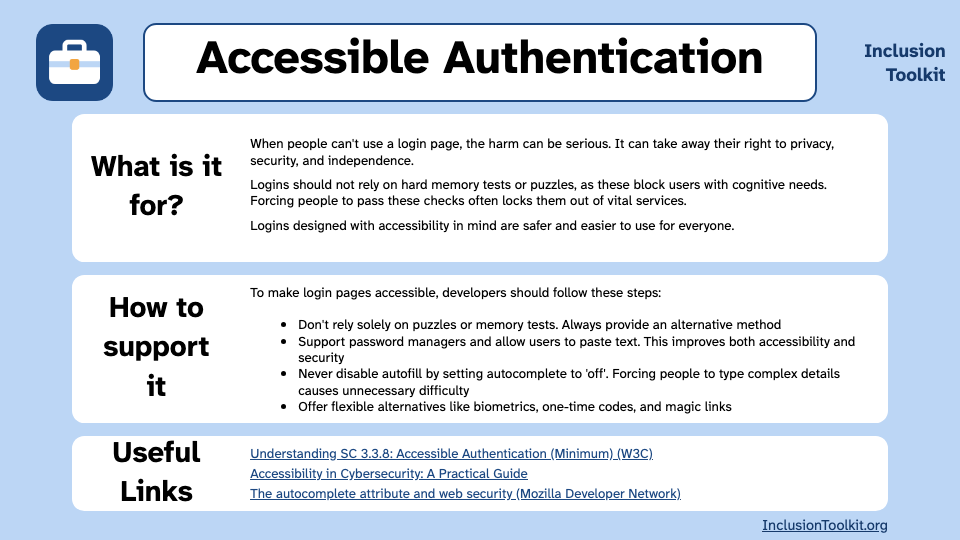 Accessible Authentication
Inclusion
Toolkit
What is it
for?
When people can't use a login page, the harm can be serious. It can take away their right to privacy,
security, and independence.
Logins should not rely on hard memory tests or puzzles, as these block users with cognitive needs.
Forcing people to pass these checks often locks them out of vital services.
Logins designed with accessibility in mind are safer and easier to use for everyone.
How to
support
it
To make login pages accessible, developers should follow these steps:
• Don't rely solely on puzzles or memory tests. Always provide an alternative method
• Support password managers and allow users to paste text. This improves both accessibility and
security
• Never disable autofill by setting autocomplete to 'off'. Forcing people to type complex details
causes unnecessary difficulty
• Offer flexible alternatives like biometrics, one-time codes, and magic links
Useful
Links
Understanding SC 3.3.8: Accessible Authentication (Minimum) (W3C)
Accessibility in Cybersecurity: A Practical Guide
The autocomplete attribute and web security (Mozilla Developer Network)
InclusionToolkit.org